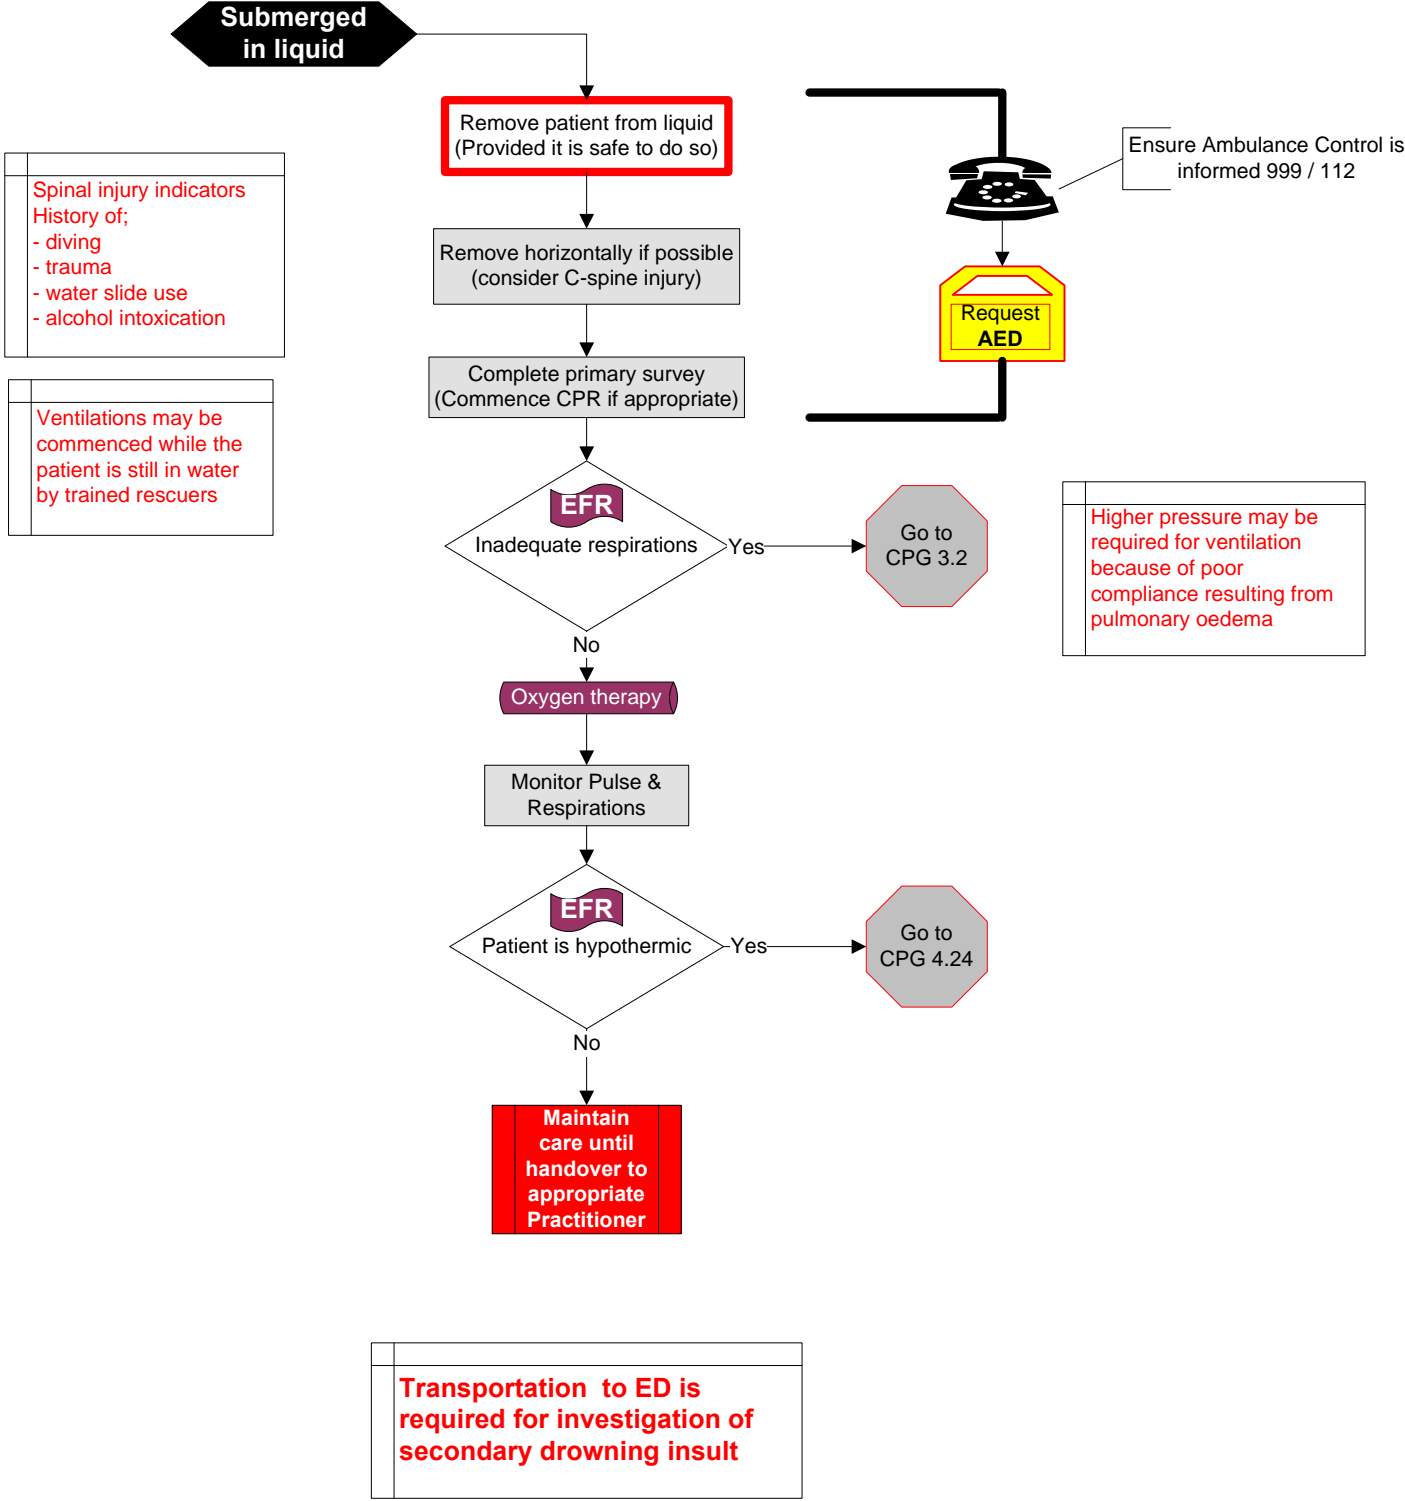 Submerged
in liquid
Remove patient from liquid
(Provided it is safe to do so)
Ensure Ambulance Control is
informed 999 / 112
Spinal injury indicators
History of;
- diving
- trauma
- water slide use
- alcohol intoxication
Remove horizontally if possible
(consider C-spine injury)
Request
AED
Complete primary survey
(Commence CPR if appropriate)
Ventilations may be
commenced while the
patient is still in water
by trained rescuers
EFR
Inadequate respirations
Yes
Go to
CPG 3.2
Higher pressure may be
required for ventilation
because of poor
compliance resulting from
pulmonary oedema
No
Oxygen therapy
Monitor Pulse &
Respirations
EFR
Patient is hypothermic
Yes
Go to
CPG 4.24
No
Maintain
care until
handover to
appropriate
Practitioner
Transportation to ED is
required for investigation of
secondary drowning insult